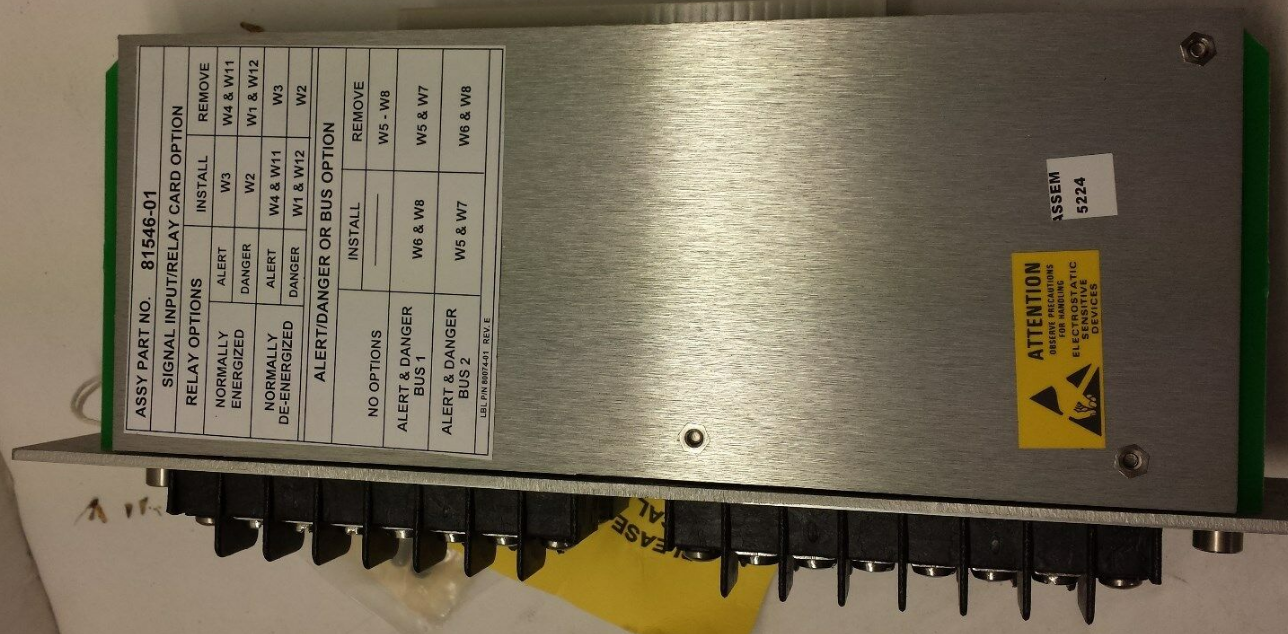 ASSY PART NO. 81546-01
SIGNAL INPUT/RELAY CARD OPTION
RELAY OPTIONS INSTALL REMOVE
NORMALLY ENERGIZED ALERT W3 W4 & W11
DANGER W2 W1 & W12
NORMALLY DE-ENERGIZED ALERT W4 & W11 W3
DANGER W1 & W12 W2
ALERT/DANGER OR BUS OPTION
INSTALL REMOVE
NO OPTIONS ——— W5 - W8
ALERT & DANGER BUS 1 W6 & W8 W5 & W7
ALERT & DANGER BUS 2 W5 & W7 W6 & W8
LBL P/N 89074-01 REV. E
ATTENTION
OBSERVE PRECAUTIONS
FOR HANDLING
ELECTROSTATIC
SENSITIVE
DEVICES
ASSEM
5224